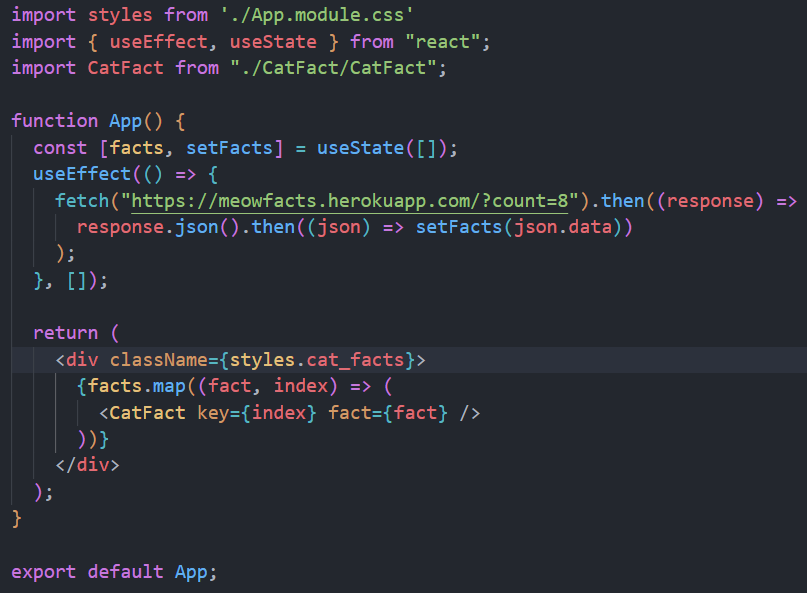 import styles from './App.module.css'
import { useEffect, useState } from "react";
import CatFact from "./CatFact/CatFact";

function App() {
  const [facts, setFacts] = useState([]);
  useEffect(() => {
    fetch("https://meowfacts.herokuapp.com/?count=8").then((response) =>
      response.json().then((json) => setFacts(json.data))
    );
  }, []);

  return (
    <div className={styles.cat_facts}>
      {facts.map((fact, index) => (
        <CatFact key={index} fact={fact} />
      ))}
    </div>
  );
}

export default App;